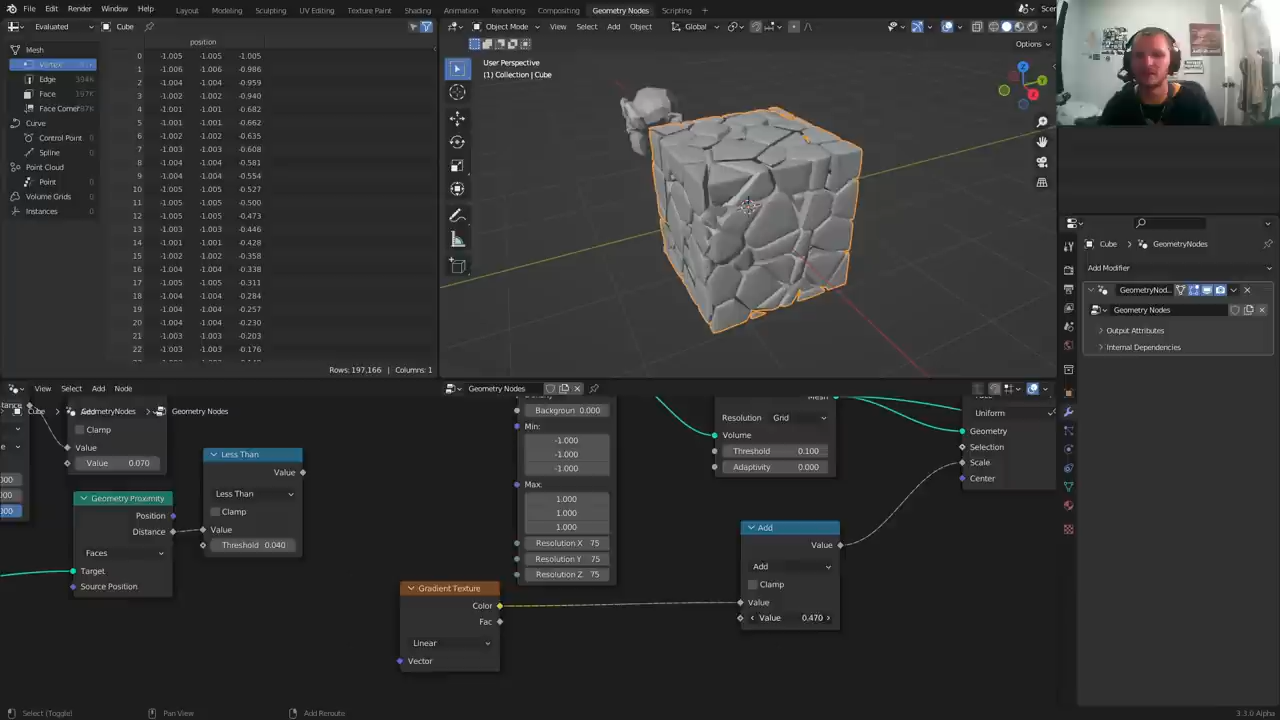 File Edit Render Window Help
Layout Modeling Sculpting UV Editing Texture Paint Shading Animation Rendering Compositing Geometry Nodes Scripting
Scer
Evaluated Cube
Mesh
Vertex 197K
Edge 394K
Face 197K
Face Corner
Curve
Control Point 0
Spline 0
Point Cloud
Point 0
Volume Grids 0
Instances 0
position
0 -1.005 -1.005 -1.005
1 -1.006 -1.006 -0.986
2 -1.004 -1.004 -0.959
3 -1.002 -1.002 -0.940
4 -1.001 -1.001 -0.682
5 -1.001 -1.001 -0.662
6 -1.002 -1.002 -0.635
7 -1.003 -1.003 -0.608
8 -1.004 -1.004 -0.581
9 -1.004 -1.004 -0.554
10 -1.005 -1.005 -0.527
11 -1.005 -1.005 -0.500
12 -1.005 -1.005 -0.473
13 -1.003 -1.003 -0.446
14 -1.001 -1.001 -0.428
15 -1.002 -1.002 -0.358
16 -1.004 -1.004 -0.338
17 -1.005 -1.005 -0.311
18 -1.004 -1.004 -0.284
19 -1.004 -1.004 -0.257
20 -1.004 -1.004 -0.230
21 -1.003 -1.003 -0.203
22 -1.003 -1.003 -0.176
Rows: 197,166 | Columns: 1
Object Mode View Select Add Object
Global
Options
User Perspective
(1) Collection | Cube
Cube GeometryNodes
Add Modifier
GeometryNod..
Geometry Nodes
Output Attributes
Internal Dependencies
View Select Add Node
Geometry Nodes
Cube GeometryNodes Geometry Nodes
Clamp
Value
Value 0.070
Less Than
Value
Less Than
Clamp
Value
Threshold 0.040
Geometry Proximity
Position
Distance
Faces
Target
Source Position
Backgroun 0.000
Min:
-1.000
-1.000
-1.000
Max:
1.000
1.000
1.000
Resolution X 75
Resolution Y 75
Resolution Z 75
Gradient Texture
Color
Fac
Linear
Vector
Mesh
Resolution Grid
Volume
Threshold 0.100
Adaptivity 0.000
Add
Value
Add
Clamp
Value
Value 0.470
Uniform
Geometry
Selection
Scale
Center
Select (Toggle) Pan View Add Reroute
3.3.0 Alpha